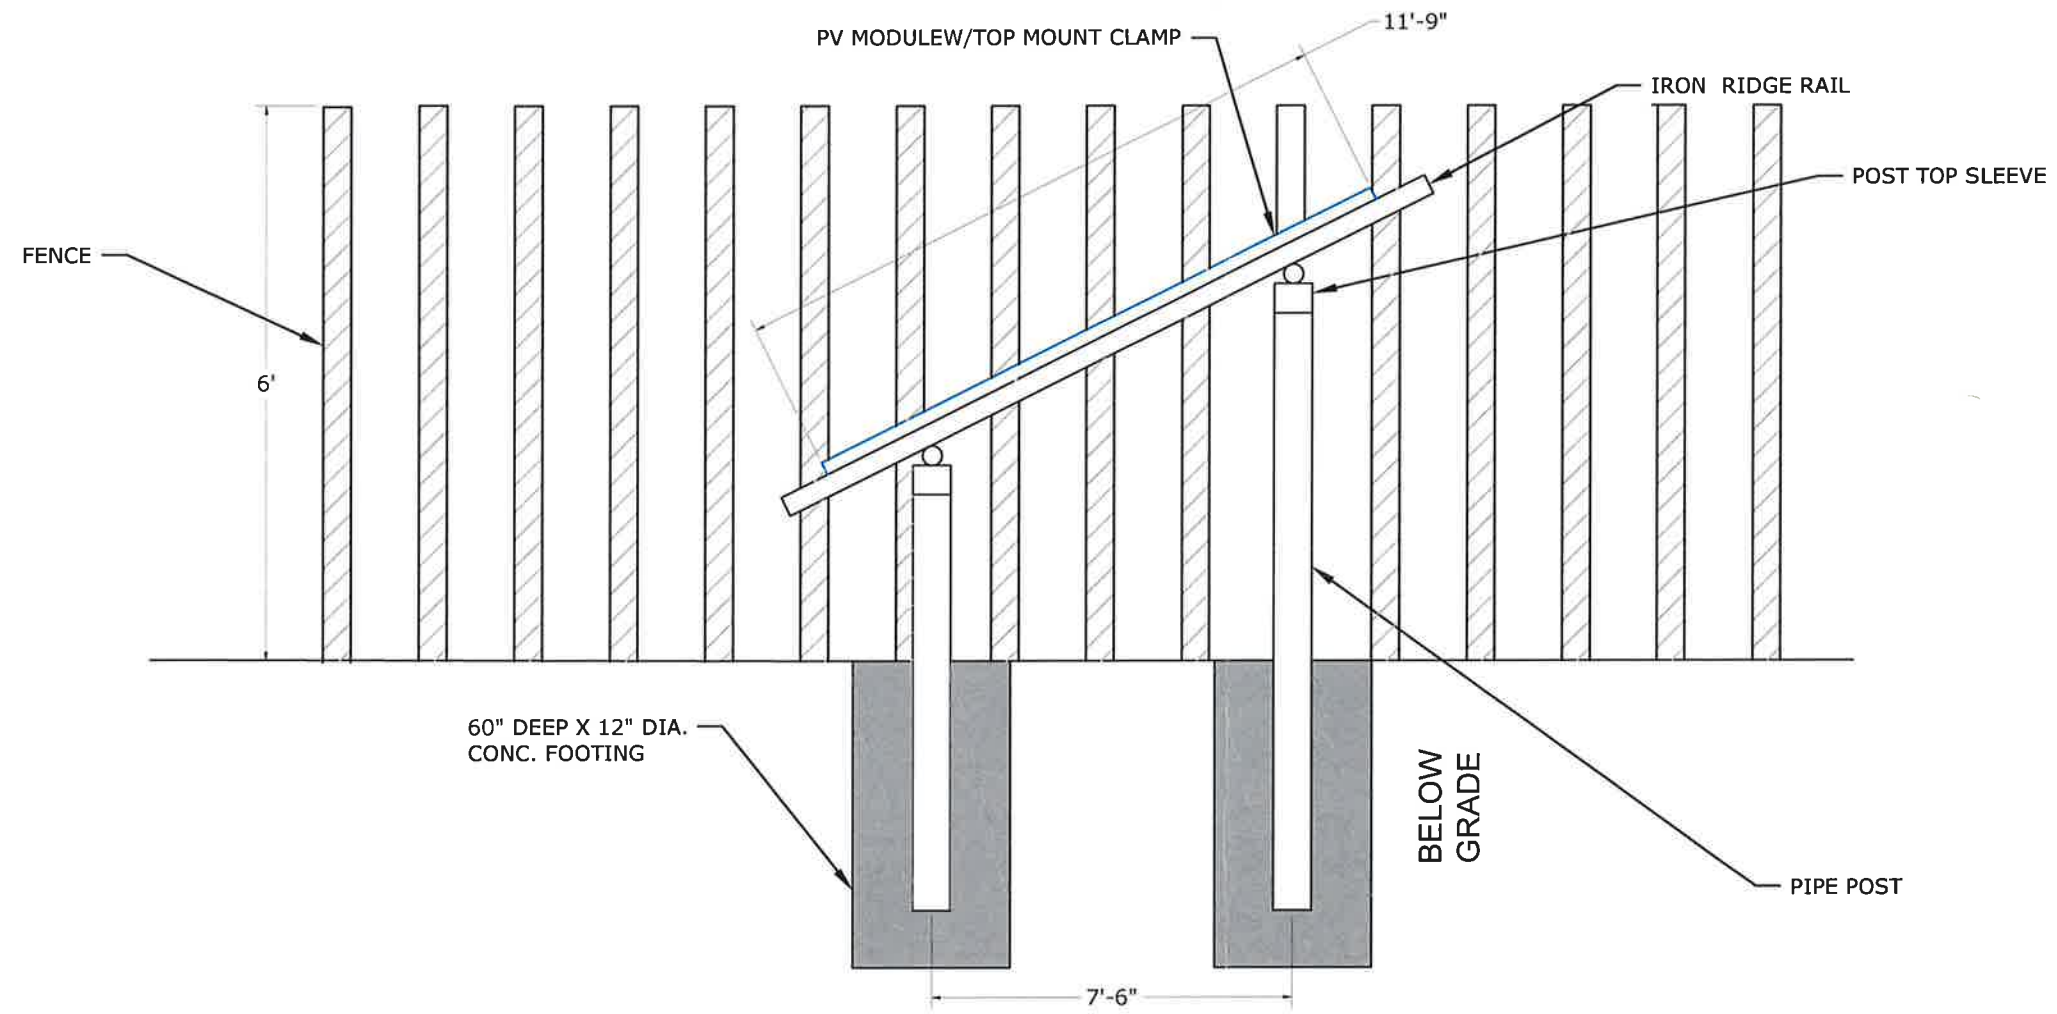 11'-9"
PV MODULEW/TOP MOUNT CLAMP
IRON RIDGE RAIL
POST TOP SLEEVE
FENCE
6'
60" DEEP X 12" DIA.
CONC. FOOTING
BELOW
GRADE
PIPE POST
7'-6"